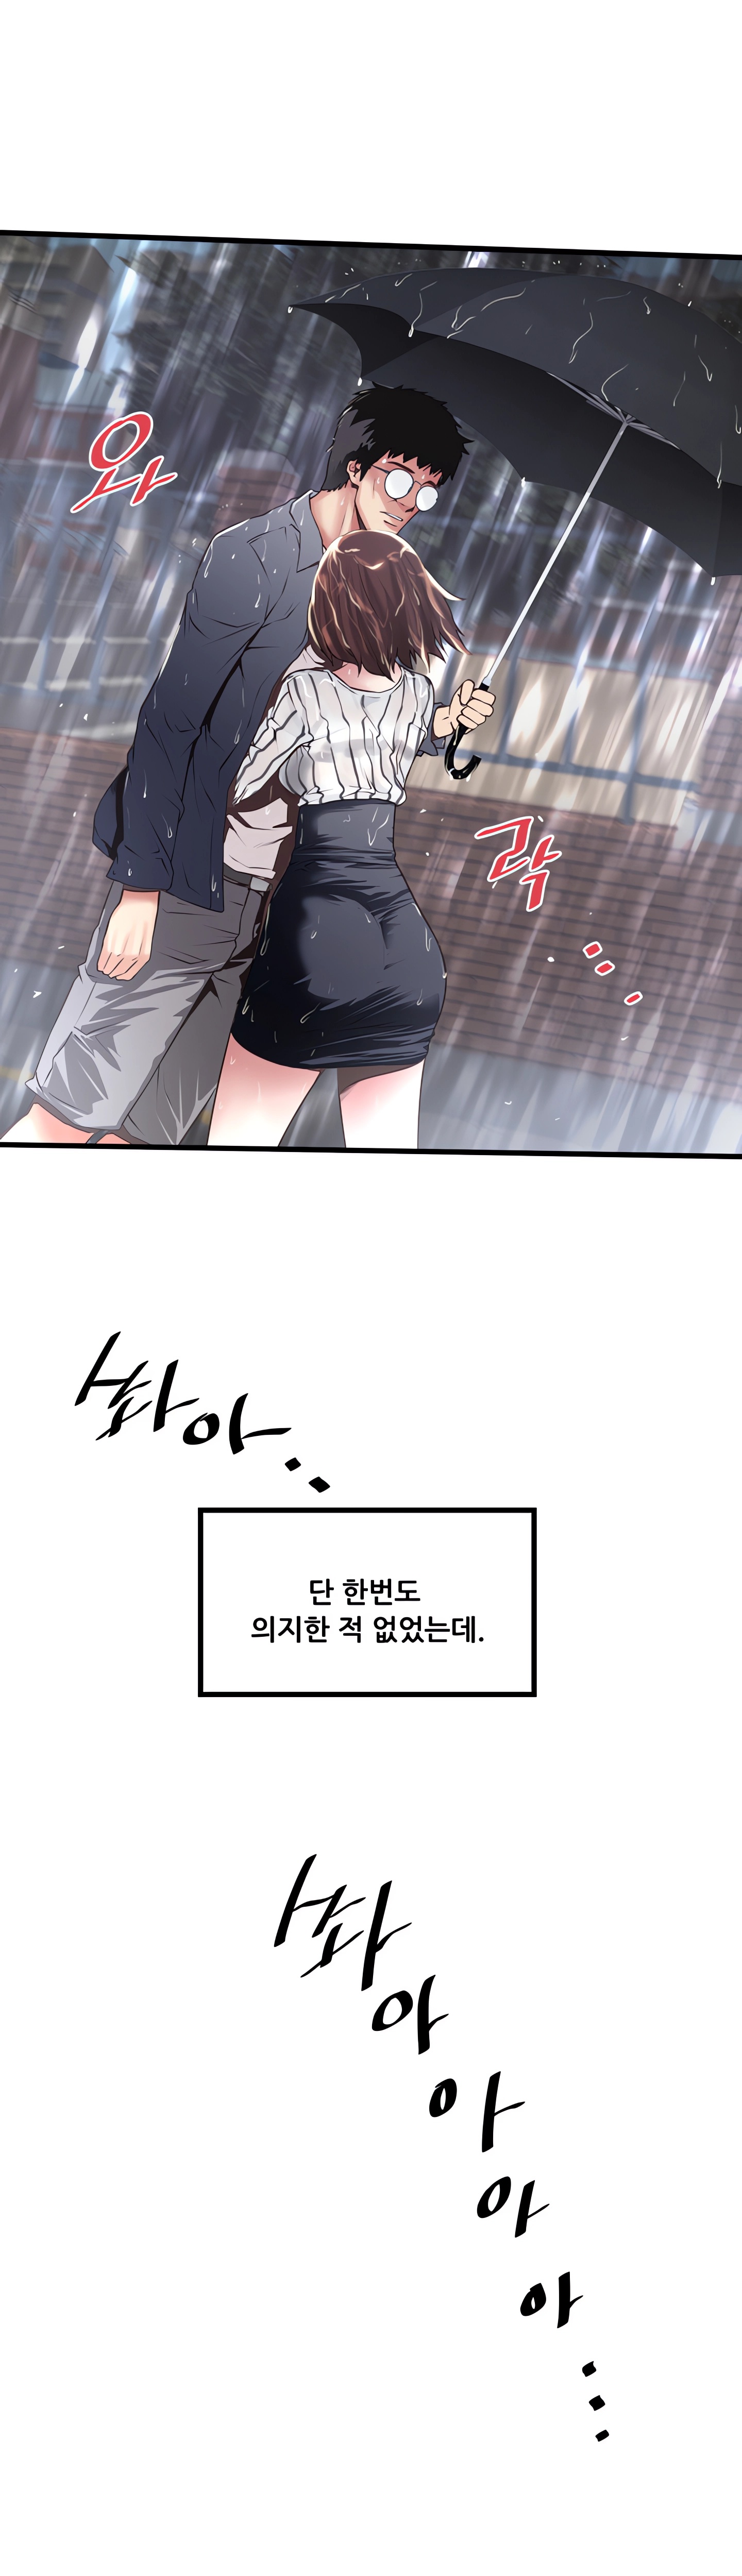 와
락
쏴아..
단 한번도
의지한 적 없었는데.
쏴아아아아...